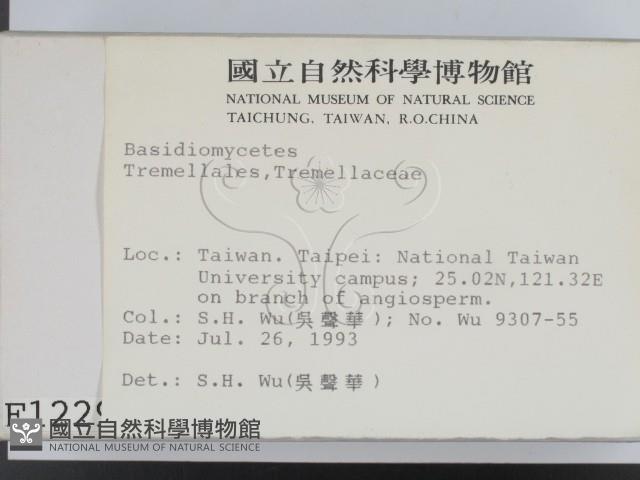 國立自然科學博物館
NATIONAL MUSEUM OF NATURAL SCIENCE
TAICHUNG, TAIWAN, R.O.CHINA
Basidiomycetes
Tremellales,Tremellaceae
Loc.: Taiwan. Taipei: National Taiwan
University campus; 25.02N,121.32E
on branch of angiosperm.
Col.: S.H. Wu(吳聲華); No. Wu 9307-55
Date: Jul. 26, 1993
Det.: S.H. Wu(吳聲華)
F1229
國立自然科學博物館
NATIONAL MUSEUM OF NATURAL SCIENCE